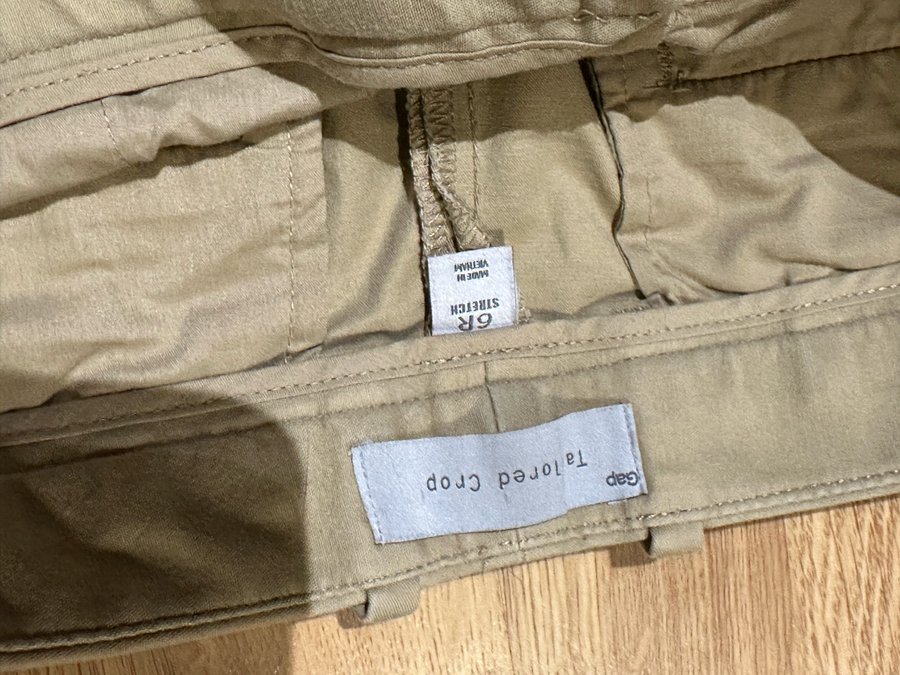 Gap
Tailored Crop
6R
STRETCH
MADE IN
VIETNAM